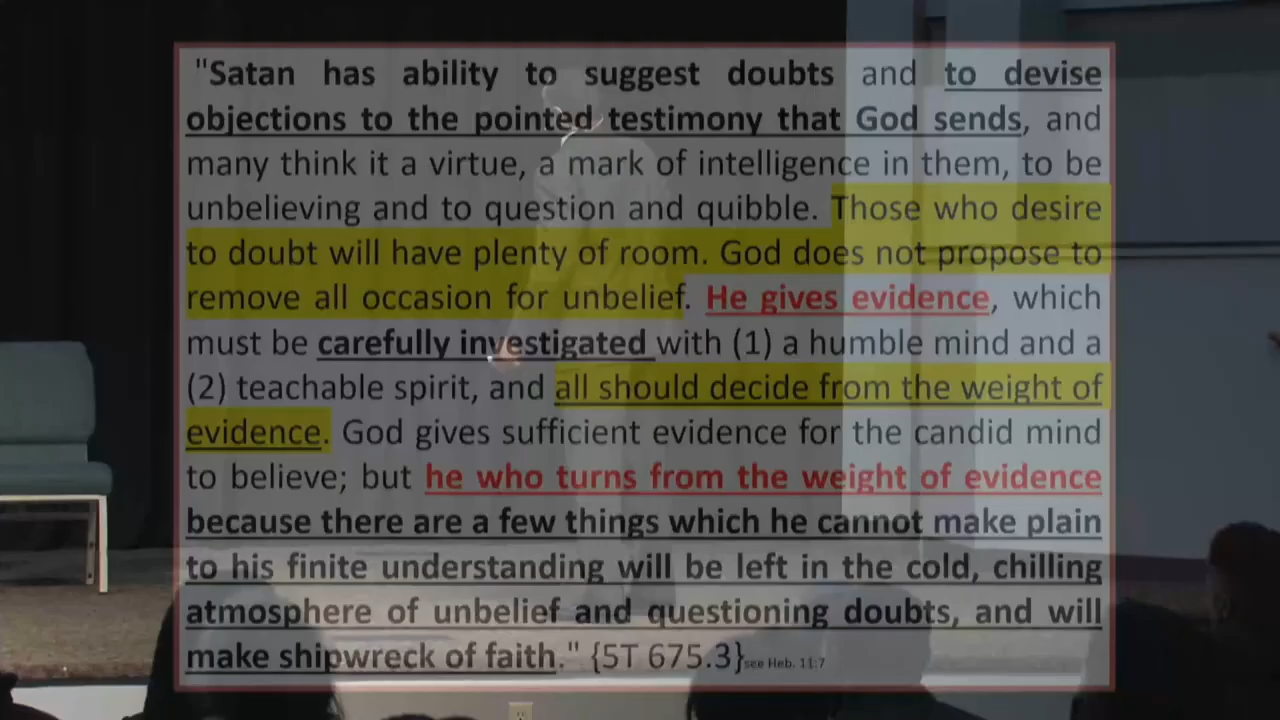 "Satan has ability to suggest doubts and to devise
objections to the pointed testimony that God sends, and
many think it a virtue, a mark of intelligence in them, to be
unbelieving and to question and quibble. Those who desire
to doubt will have plenty of room. God does not propose to
remove all occasion for unbelief. He gives evidence, which
must be carefully investigated with (1) a humble mind and a
(2) teachable spirit, and all should decide from the weight of
evidence. God gives sufficient evidence for the candid mind
to believe; but he who turns from the weight of evidence
because there are a few things which he cannot make plain
to his finite understanding will be left in the cold, chilling
atmosphere of unbelief and questioning doubts, and will
make shipwreck of faith." {5T 675.3}see Heb. 11:7